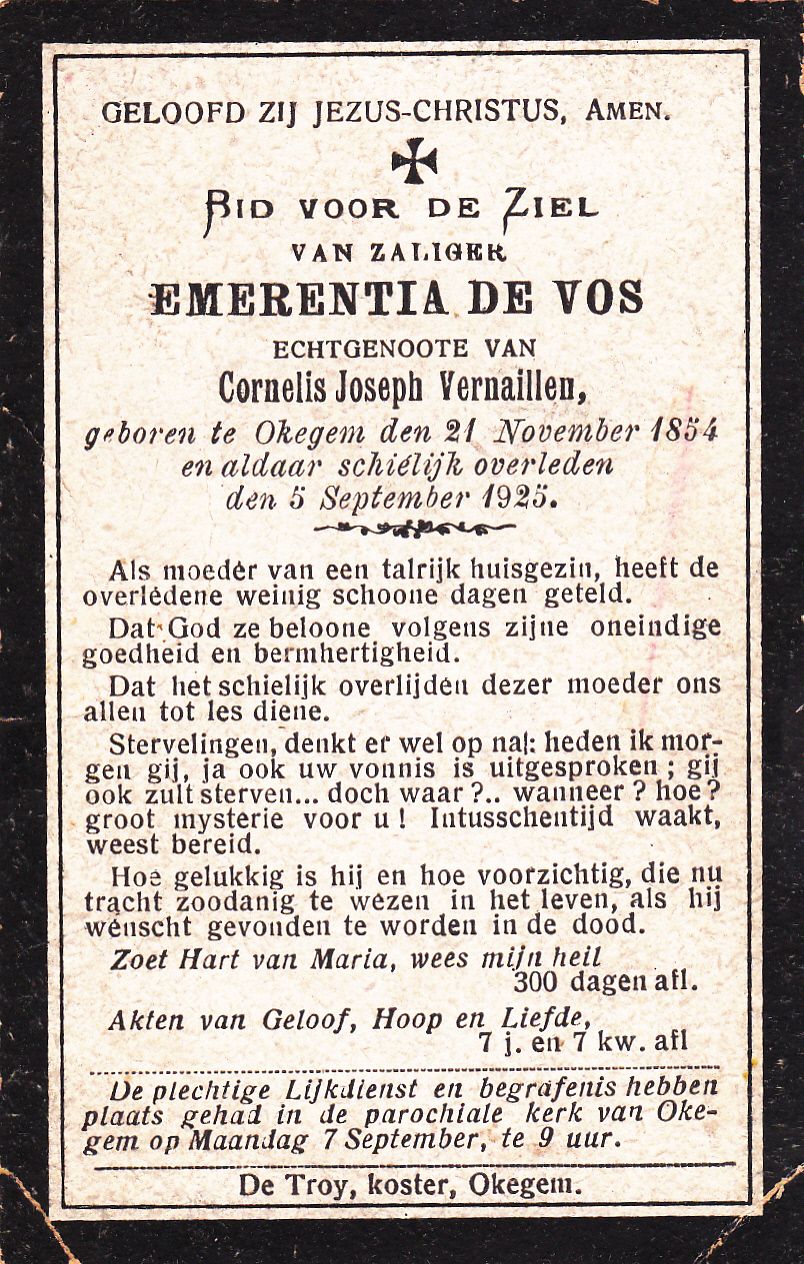 GELOOFD ZIJ JEZUS-CHRISTUS, AMEN.
BID VOOR DE ZIEL
VAN ZALIGER
EMERENTIA DE VOS
ECHTGENOOTE VAN
Cornelis Joseph Vernaillen,
geboren te Okegem den 21 November 1854
en aldaar schielijk overleden
den 5 September 1925.
Als moeder van een talrijk huisgezin, heeft de
overledene weinig schoone dagen geteld.
Dat God ze beloone volgens zijne oneindige
goedheid en bermhertigheid.
Dat het schielijk overlijden dezer moeder ons
allen tot les diene.
Stervelingen, denkt er wel op na!: heden ik mor-
gen gij, ja ook uw vonnis is uitgesproken ; gij
ook zult sterven... doch waar ?.. wanneer ? hoe ?
groot mysterie voor u ! Intusschentijd waakt,
weest bereid.
Hoe gelukkig is hij en hoe voorzichtig, die nu
tracht zoodanig te wezen in het leven, als hij
wenscht gevonden te worden in de dood.
Zoet Hart van Maria, wees mijn heil
300 dagen afl.
Akten van Geloof, Hoop en Liefde,
7 j. en 7 kw. afl
De plechtige Lijkdienst en begrafenis hebben
plaats gehad in de parochiale kerk van Oke-
gem op Maandag 7 September, te 9 uur.
De Troy, koster, Okegem.